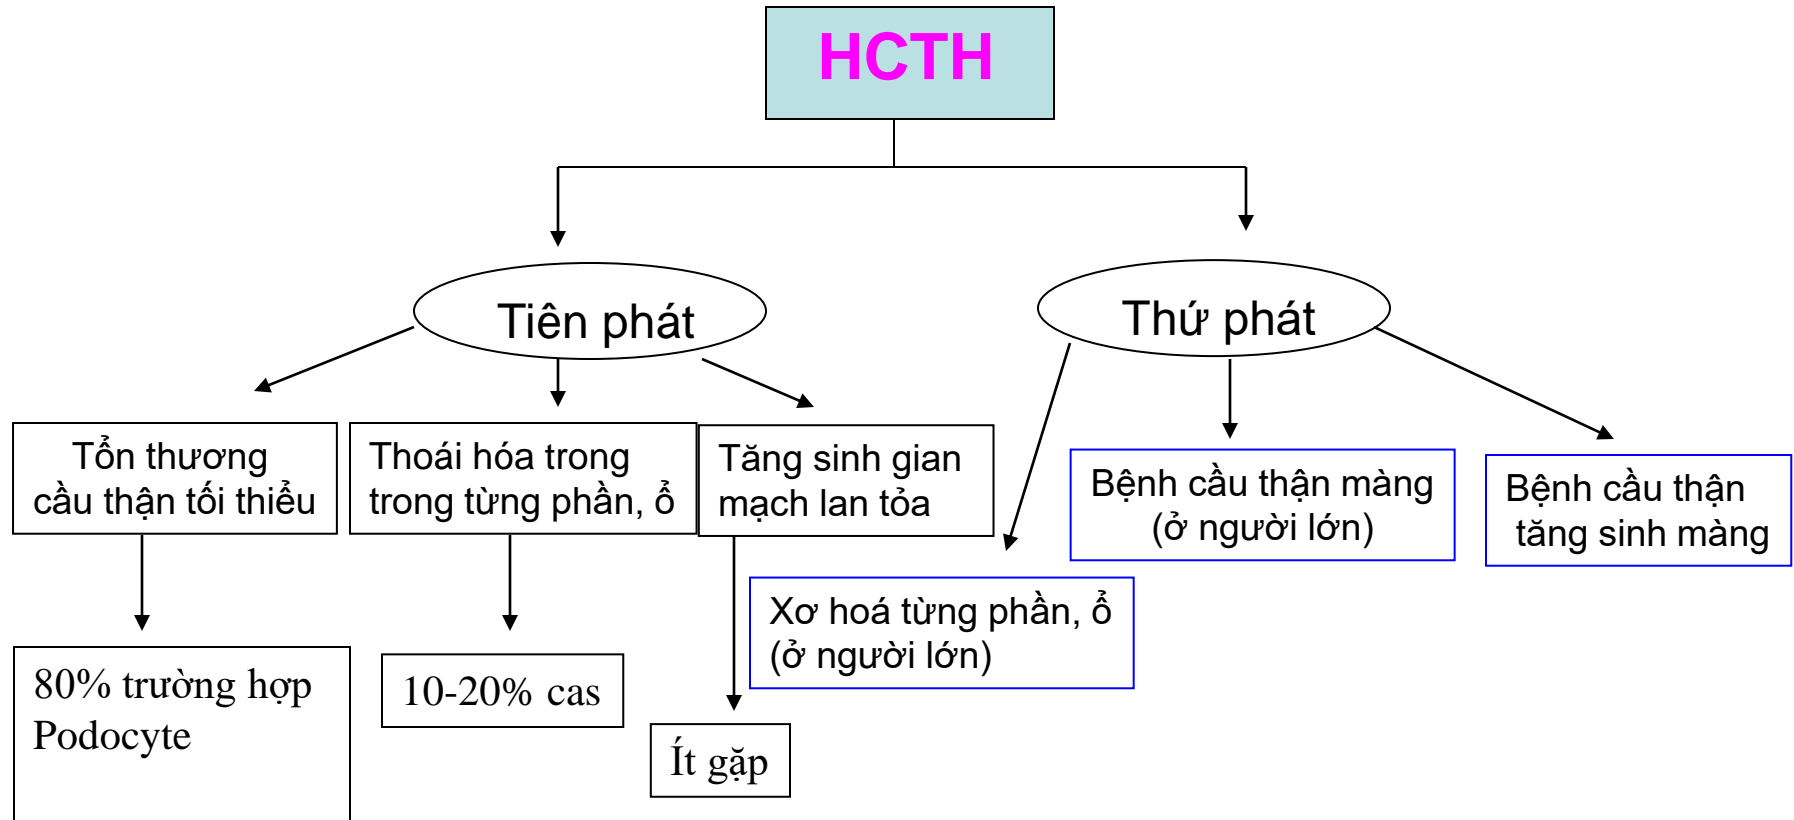 HCTH
Tiên phát
Thứ phát
Tổn thương
cầu thận tối thiểu
Thoái hóa trong
trong từng phần, ổ
Tăng sinh gian
mạch lan tỏa
Bệnh cầu thận màng
(ở người lớn)
Bệnh cầu thận
tăng sinh màng
Xơ hoá từng phần, ổ
(ở người lớn)
80% trường hợp
Podocyte
10-20% cas
Ít gặp